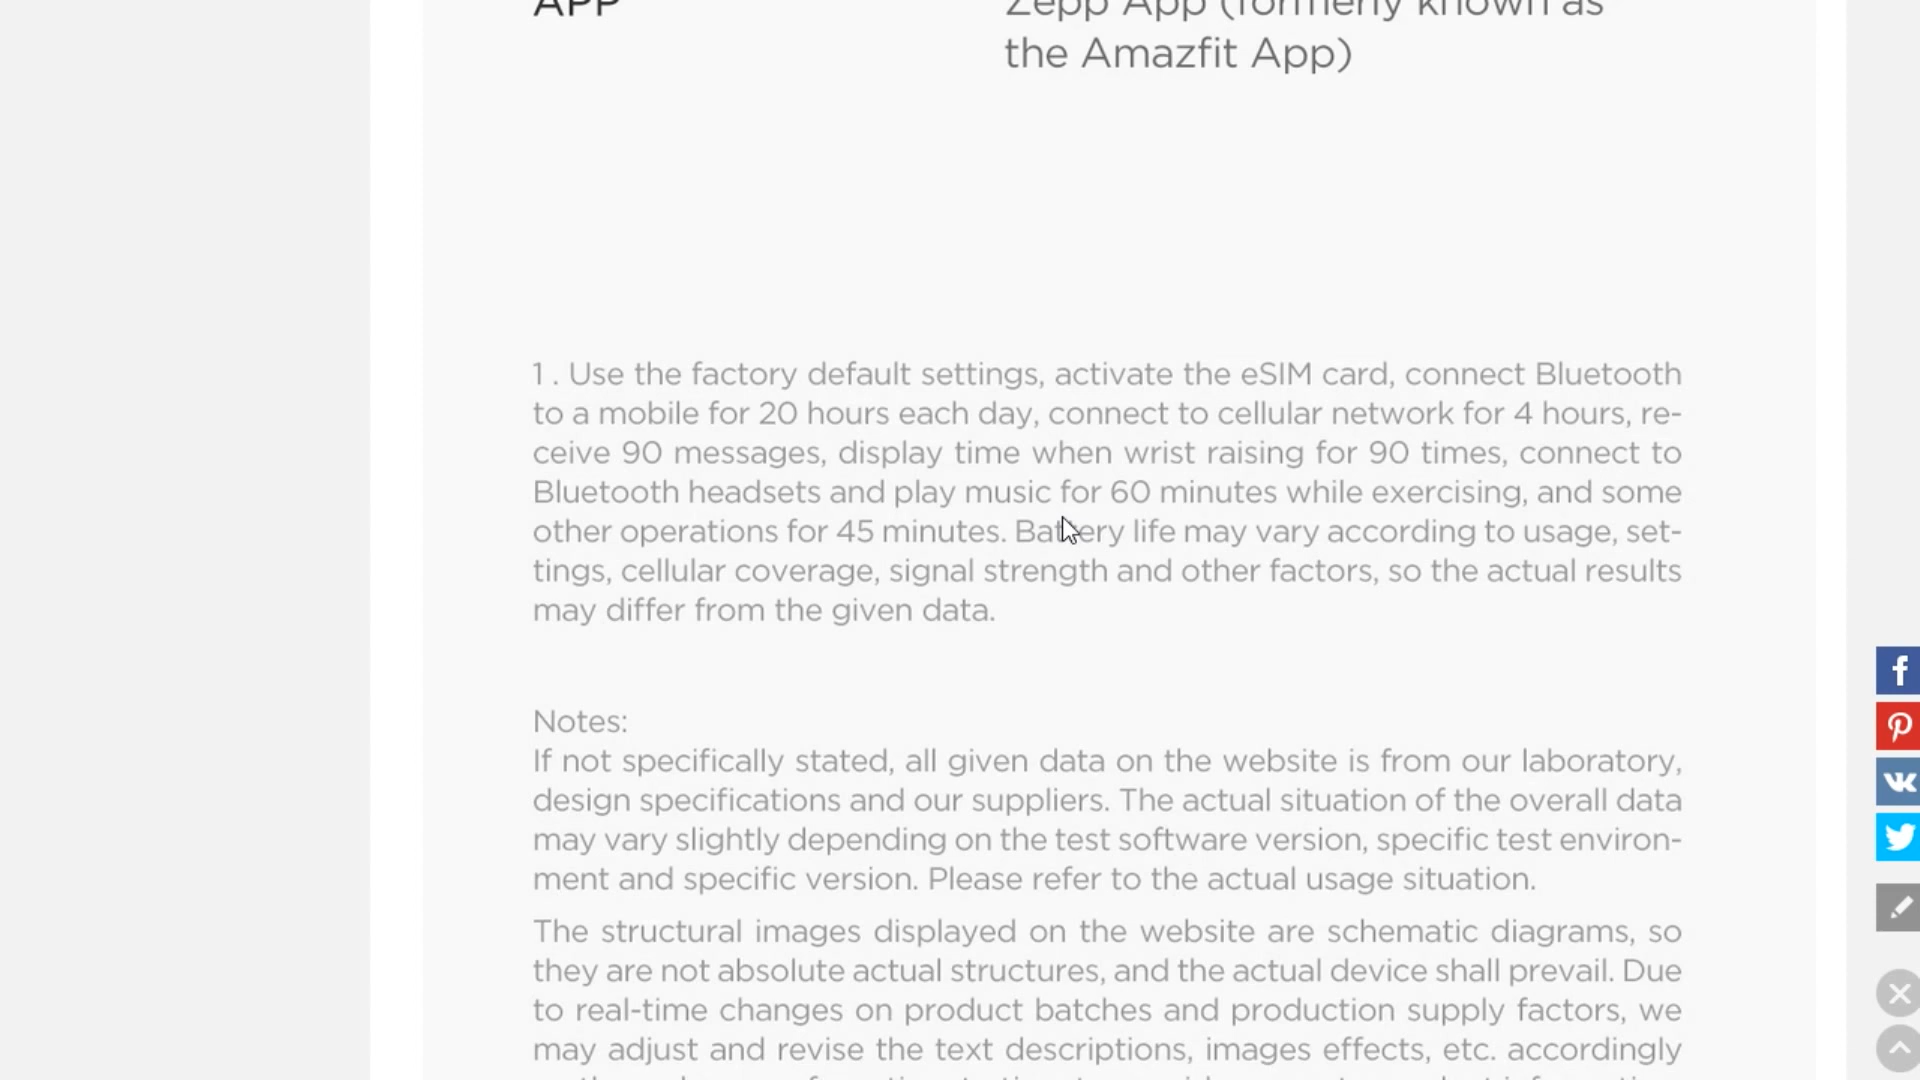 APP
Zepp App (formerly known as
the Amazfit App)
1 . Use the factory default settings, activate the eSIM card, connect Bluetooth
to a mobile for 20 hours each day, connect to cellular network for 4 hours, re-
ceive 90 messages, display time when wrist raising for 90 times, connect to
Bluetooth headsets and play music for 60 minutes while exercising, and some
other operations for 45 minutes. Battery life may vary according to usage, set-
tings, cellular coverage, signal strength and other factors, so the actual results
may differ from the given data.
Notes:
If not specifically stated, all given data on the website is from our laboratory,
design specifications and our suppliers. The actual situation of the overall data
may vary slightly depending on the test software version, specific test environ-
ment and specific version. Please refer to the actual usage situation.
The structural images displayed on the website are schematic diagrams, so
they are not absolute actual structures, and the actual device shall prevail. Due
to real-time changes on product batches and production supply factors, we
may adjust and revise the text descriptions, images effects, etc. accordingly